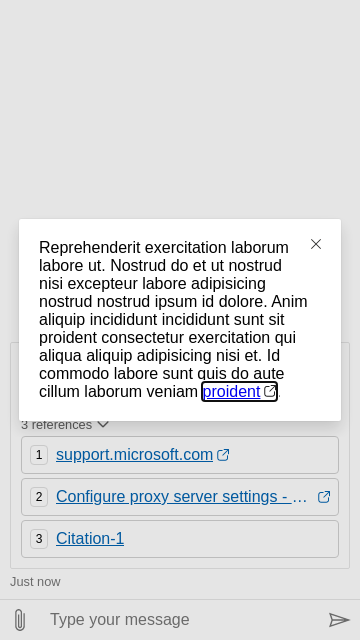 Reprehenderit exercitation laborum
labore ut. Nostrud do et ut nostrud
nisi excepteur labore adipisicing
nostrud nostrud ipsum id dolore. Anim
aliquip incididunt incididunt sunt sit
proident consectetur exercitation qui
aliqua aliquip adipisicing nisi et. Id
commodo labore sunt quis do aute
cillum laborum veniam proident.
3 references
1 support.microsoft.com
2 Configure proxy server settings - …
3 Citation-1
Just now
Type your message